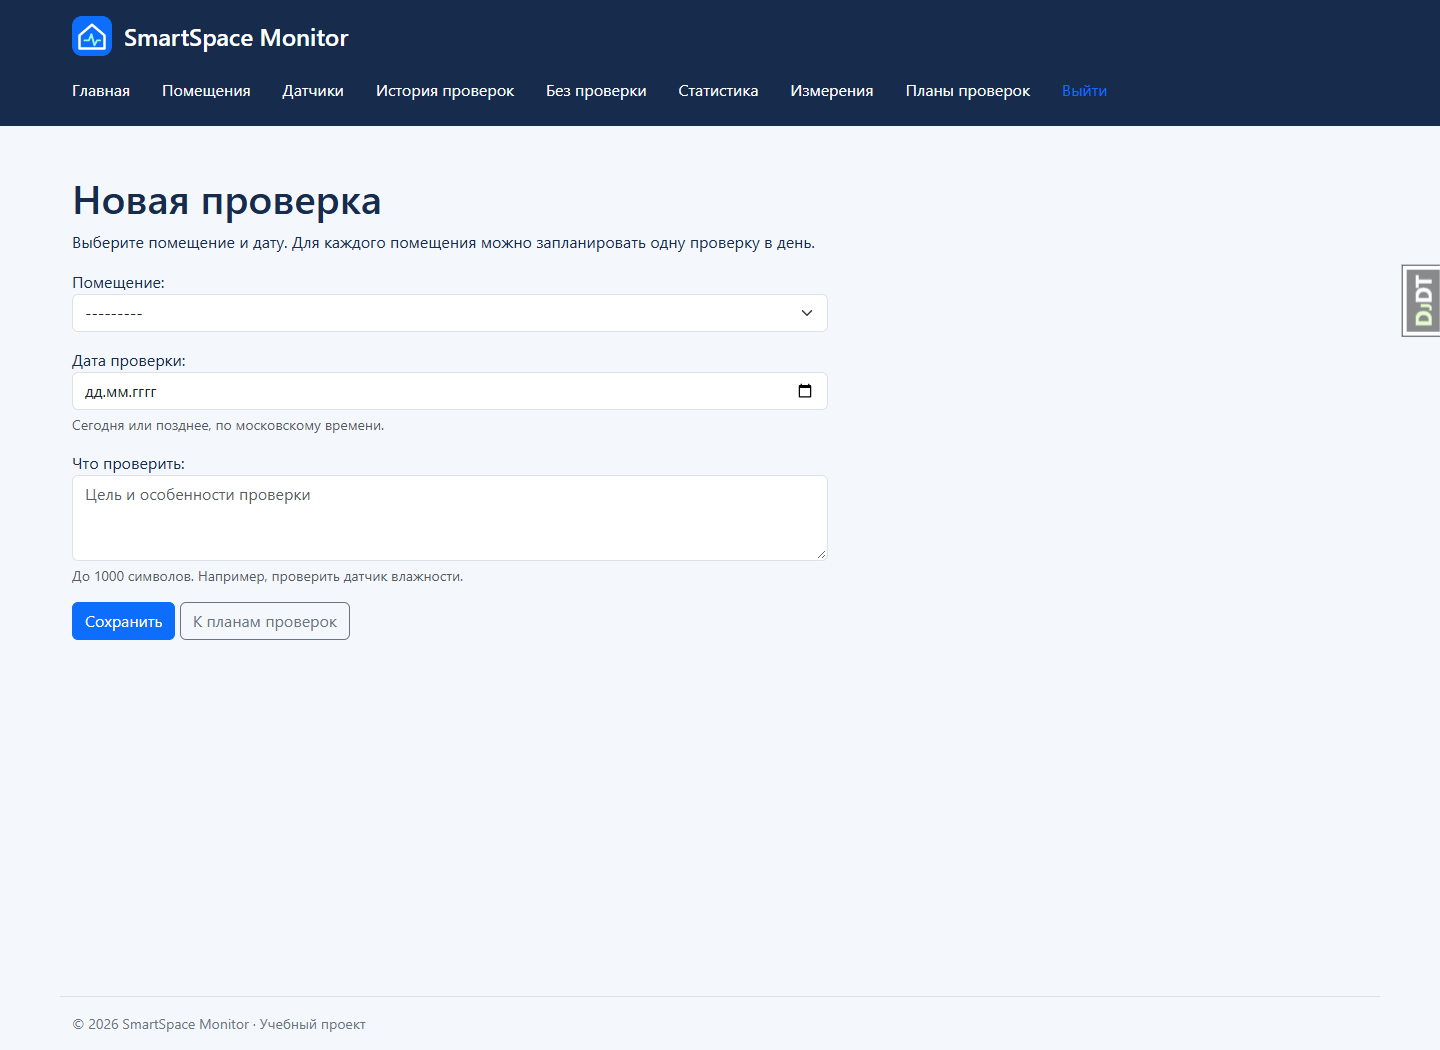 SmartSpace Monitor
Главная Помещения Датчики История проверок Без проверки Статистика Измерения Планы проверок Выйти
Новая проверка
Выберите помещение и дату. Для каждого помещения можно запланировать одну проверку в день.
Помещение:
---------
Дата проверки:
дд.мм.гггг
Сегодня или позднее, по московскому времени.
Что проверить:
Цель и особенности проверки
До 1000 символов. Например, проверить датчик влажности.
Сохранить К планам проверок
DJDT
© 2026 SmartSpace Monitor · Учебный проект